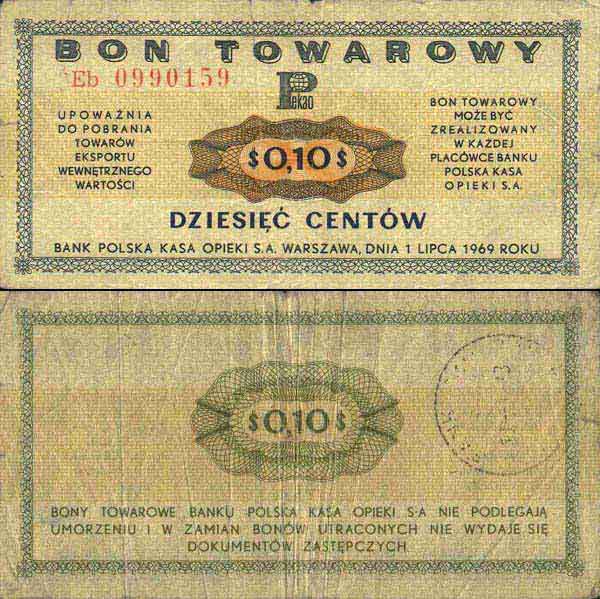 BON TOWAROWY
Eb 0990159
Pekao
UPOWAŻNIA
DO POBRANIA
TOWARÓW
EKSPORTU
WEWNĘTRZNEGO
WARTOŚCI
$0,10$
BON TOWAROWY
MOŻE BYĆ
ZREALIZOWANY
W KAŻDEJ
PLACÓWCE BANKU
POLSKA KASA
OPIEKI S.A.
DZIESIĘĆ CENTÓW
BANK POLSKA KASA OPIEKI S.A. WARSZAWA, DNIA 1 LIPCA 1969 ROKU
$0,10$
BONY TOWAROWE BANKU POLSKA KASA OPIEKI S·A NIE PODLEGAJĄ
UMORZENIU I W ZAMIAN BONÓW UTRACONYCH NIE WYDAJE SIĘ
DOKUMENTÓW ZASTĘPCZYCH.